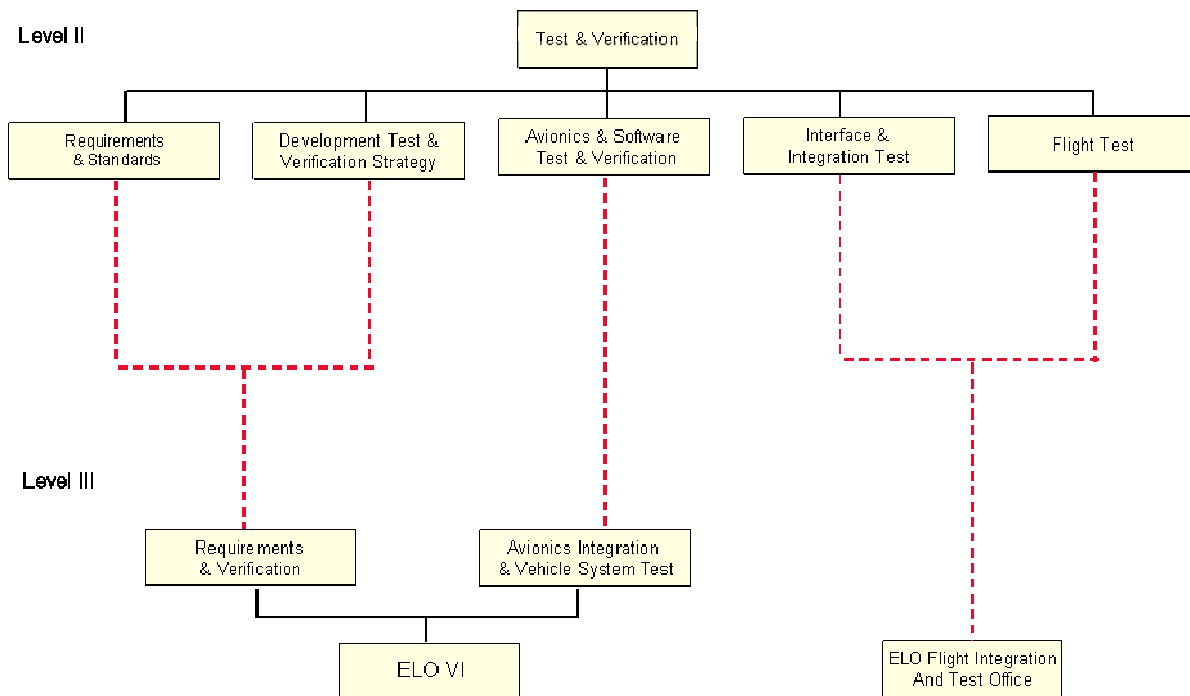 Level II
Test & Verification
Requirements
& Standards
Development Test &
Verification Strategy
Avionics & Software
Test & Verification
Interface &
Integration Test
Flight Test
Level III
Requirements
& Verification
Avionics Integration
& Vehicle System Test
ELO VI
ELO Flight Integration
And Test Office